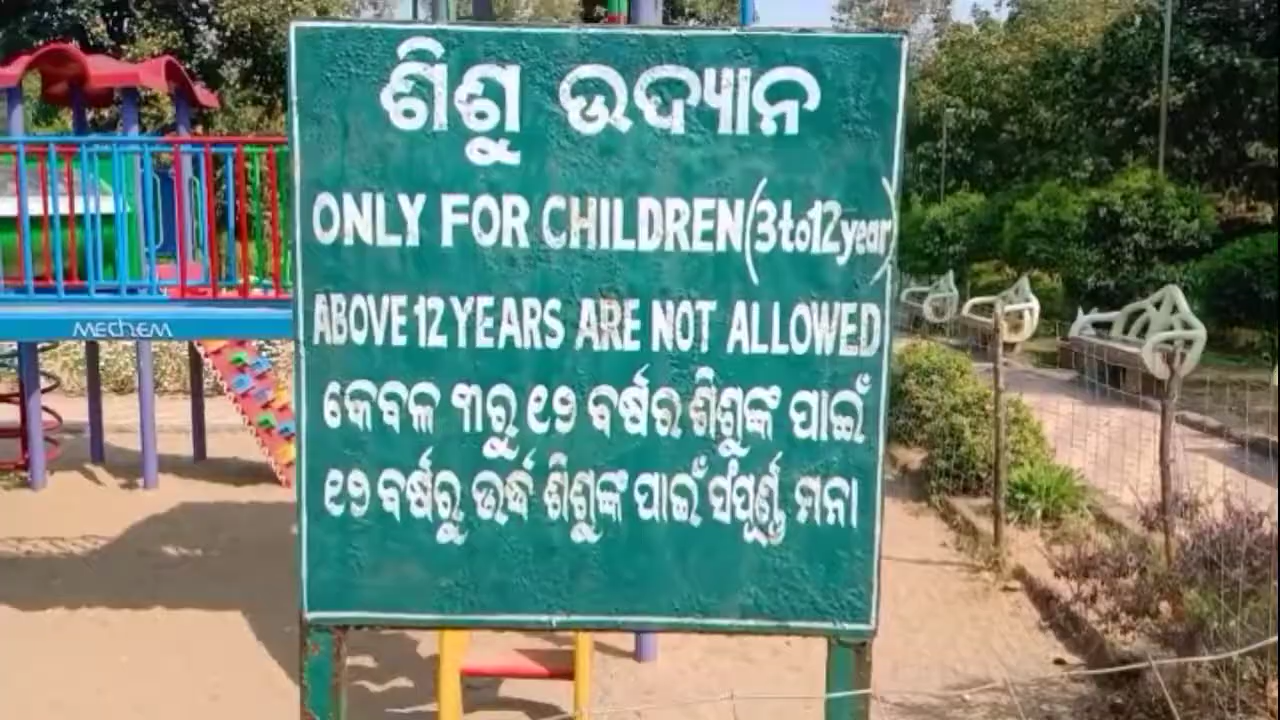 ଶିଶୁ ଉଦ୍ୟାନ
ONLY FOR CHILDREN (3to12year)
ABOVE 12 YEARS ARE NOT ALLOWED
କେବଳ ୩ରୁ ୧୨ ବର୍ଷର ଶିଶୁଙ୍କ ପାଇଁ
୧୨ ବର୍ଷରୁ ଉର୍ଦ୍ଧ ଶିଶୁଙ୍କ ପାଇଁ ସଂପୂର୍ଣ୍ଣ ମନା
MECHEM